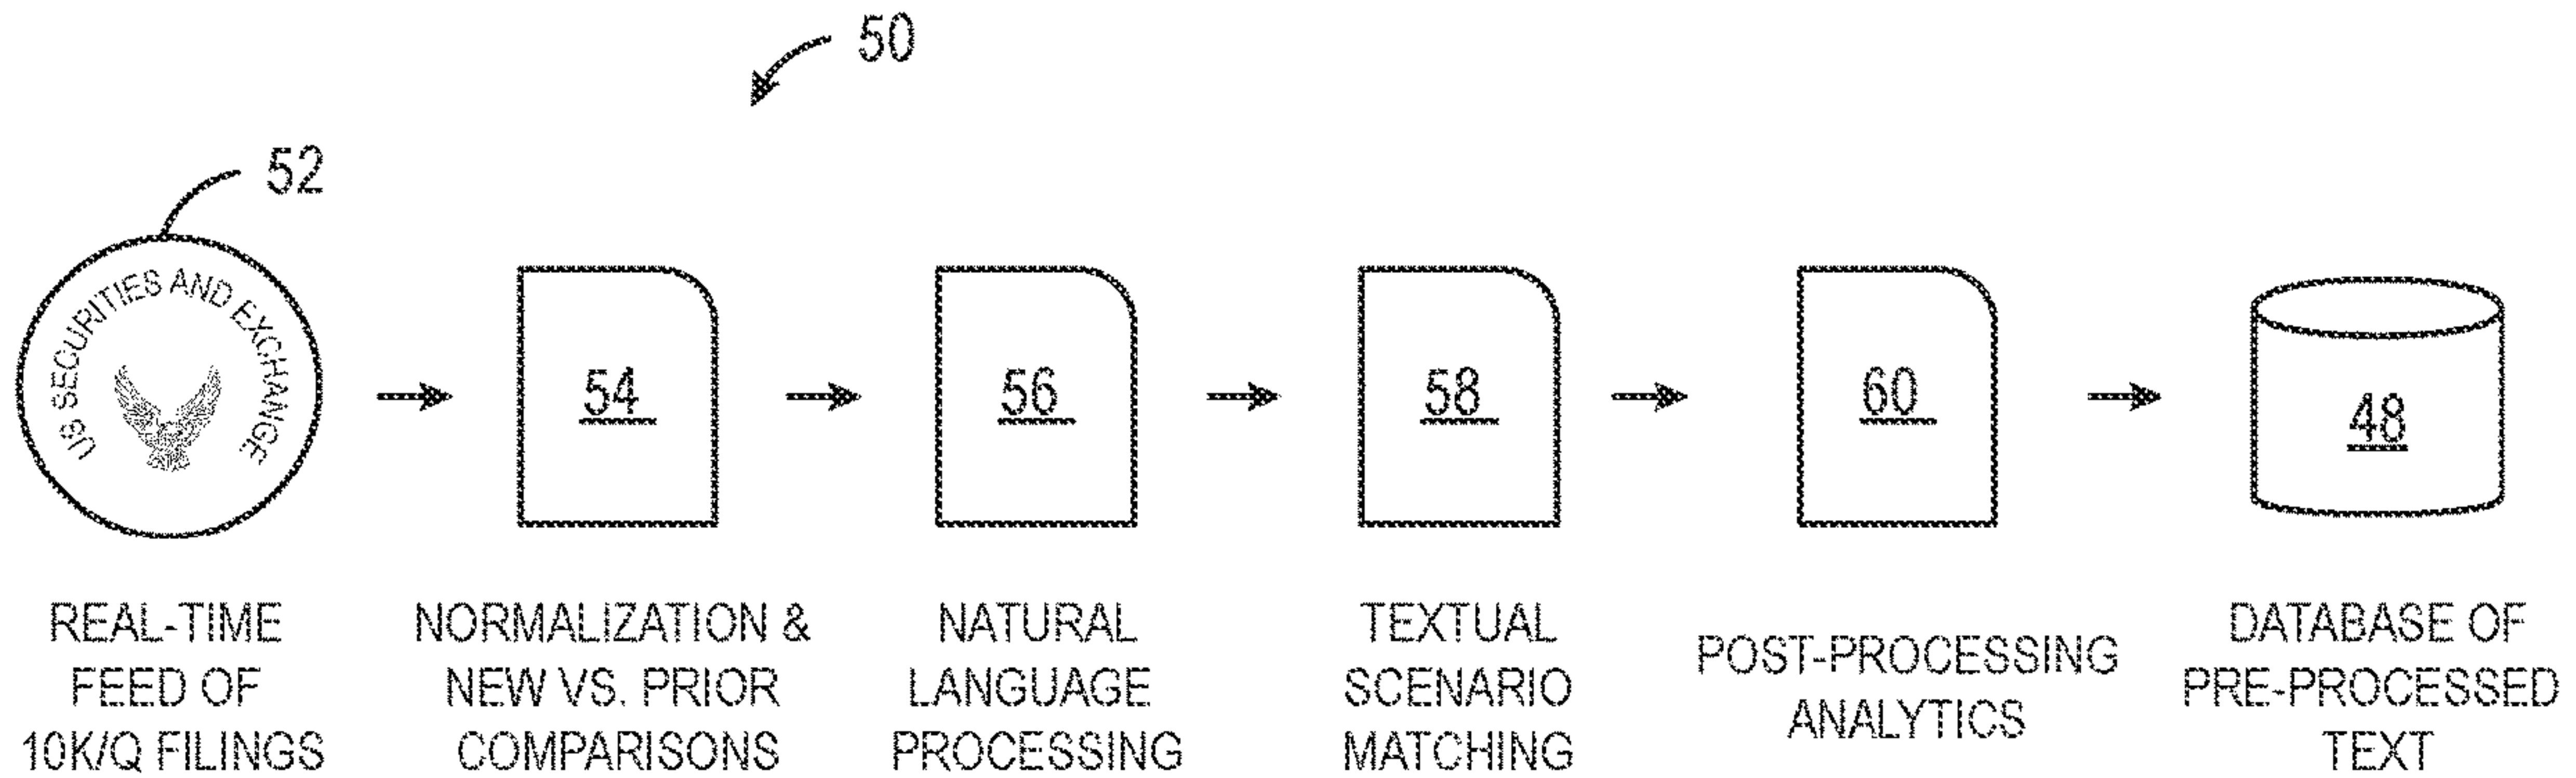 50
52
US SECURITIES AND EXCHANGE
54
56
58
60
48
REAL-TIME
FEED OF
10K/Q FILINGS
NORMALIZATION &
NEW VS. PRIOR
COMPARISONS
NATURAL
LANGUAGE
PROCESSING
TEXTUAL
SCENARIO
MATCHING
POST-PROCESSING
ANALYTICS
DATABASE OF
PRE-PROCESSED
TEXT